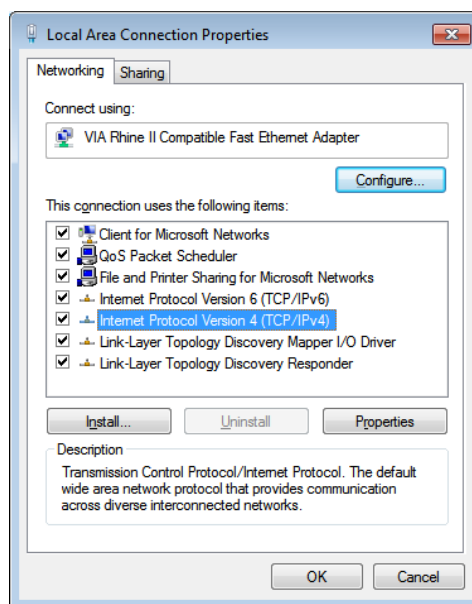 Local Area Connection Properties
Networking
Sharing
Connect using:
VIA Rhine II Compatible Fast Ethernet Adapter
Configure...
This connection uses the following items:
Client for Microsoft Networks
QoS Packet Scheduler
File and Printer Sharing for Microsoft Networks
Internet Protocol Version 6 (TCP/IPv6)
Internet Protocol Version 4 (TCP/IPv4)
Link-Layer Topology Discovery Mapper I/O Driver
Link-Layer Topology Discovery Responder
Install...
Uninstall
Properties
Description
Transmission Control Protocol/Internet Protocol. The default
wide area network protocol that provides communication
across diverse interconnected networks.
OK
Cancel